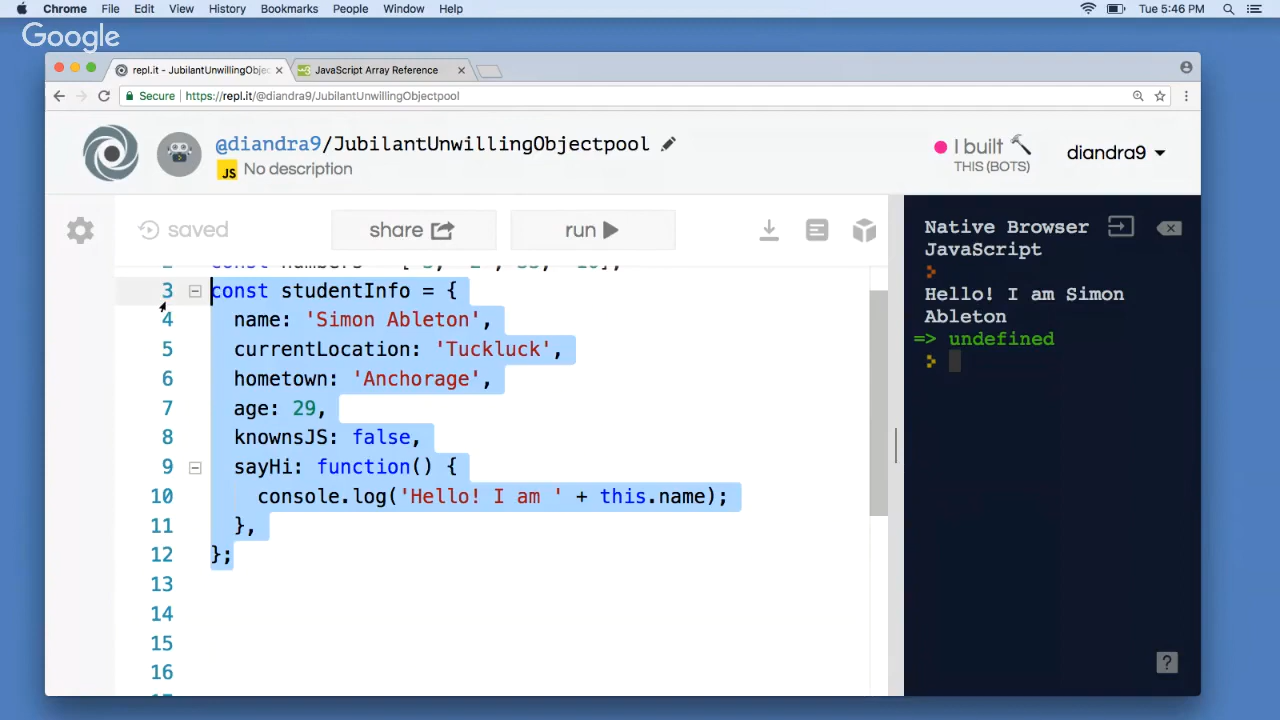 Chrome File Edit View History Bookmarks People Window Help Tue 5:46 PM
Google
repl.it - JubilantUnwillingObjec × JavaScript Array Reference ×
Secure | https://repl.it/@diandra9/JubilantUnwillingObjectpool
@diandra9/JubilantUnwillingObjectpool
JS No description
I built
THIS (BOTS)
diandra9
saved share run
Native Browser
JavaScript
Hello! I am Simon
Ableton
=> undefined
3 const studentInfo = {
4 name: 'Simon Ableton',
5 currentLocation: 'Tuckluck',
6 hometown: 'Anchorage',
7 age: 29,
8 knownsJS: false,
9 sayHi: function() {
10 console.log('Hello! I am ' + this.name);
11 },
12 };
13
14
15
16
?